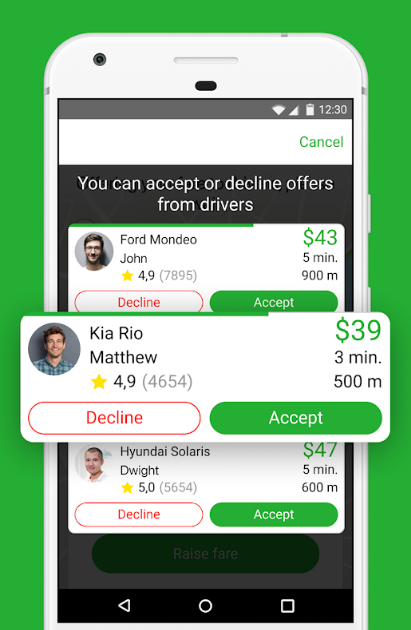 12:30
Cancel
You can accept or decline offers
from drivers
Ford Mondeo
$43
John
5 min.
4,9 (7895)
900 m
Decline
Accept
Kia Rio
$39
Matthew
3 min.
4,9 (4654)
500 m
Decline
Accept
Hyundai Solaris
$47
Dwight
5 min.
5,0 (5654)
600 m
Decline
Accept
Raise fare